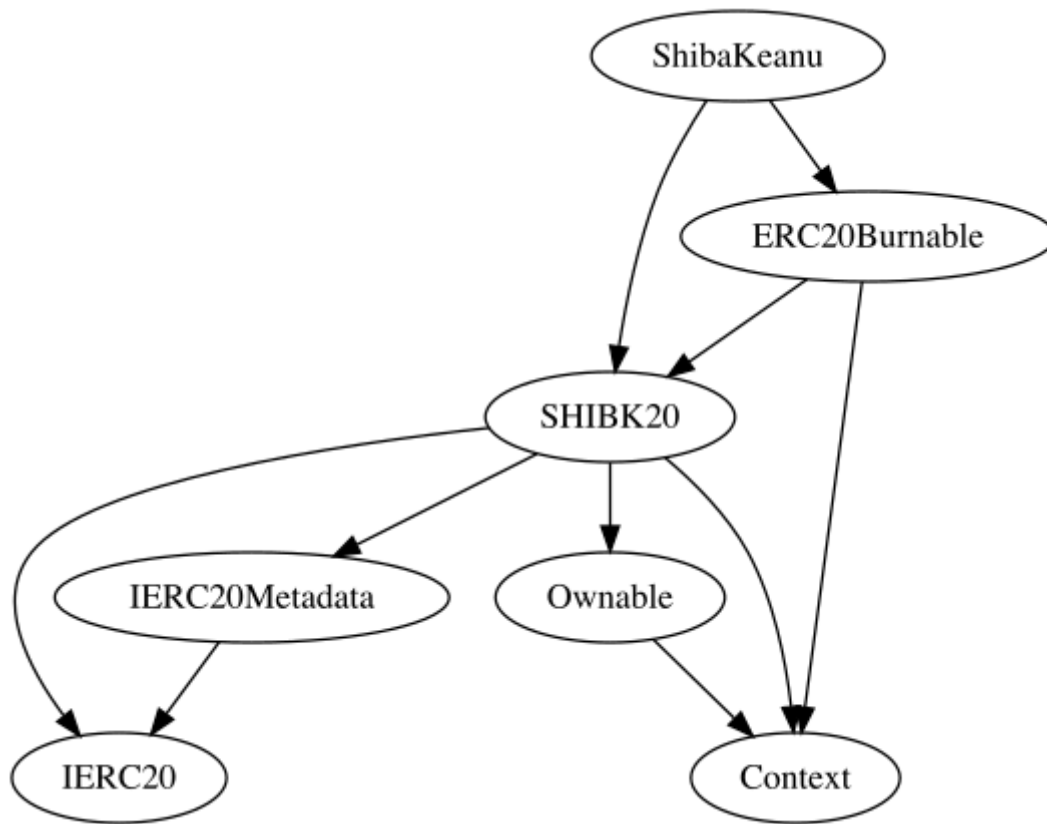 ShibaKeanu
ERC20Burnable
SHIBK20
IERC20Metadata
Ownable
IERC20
Context